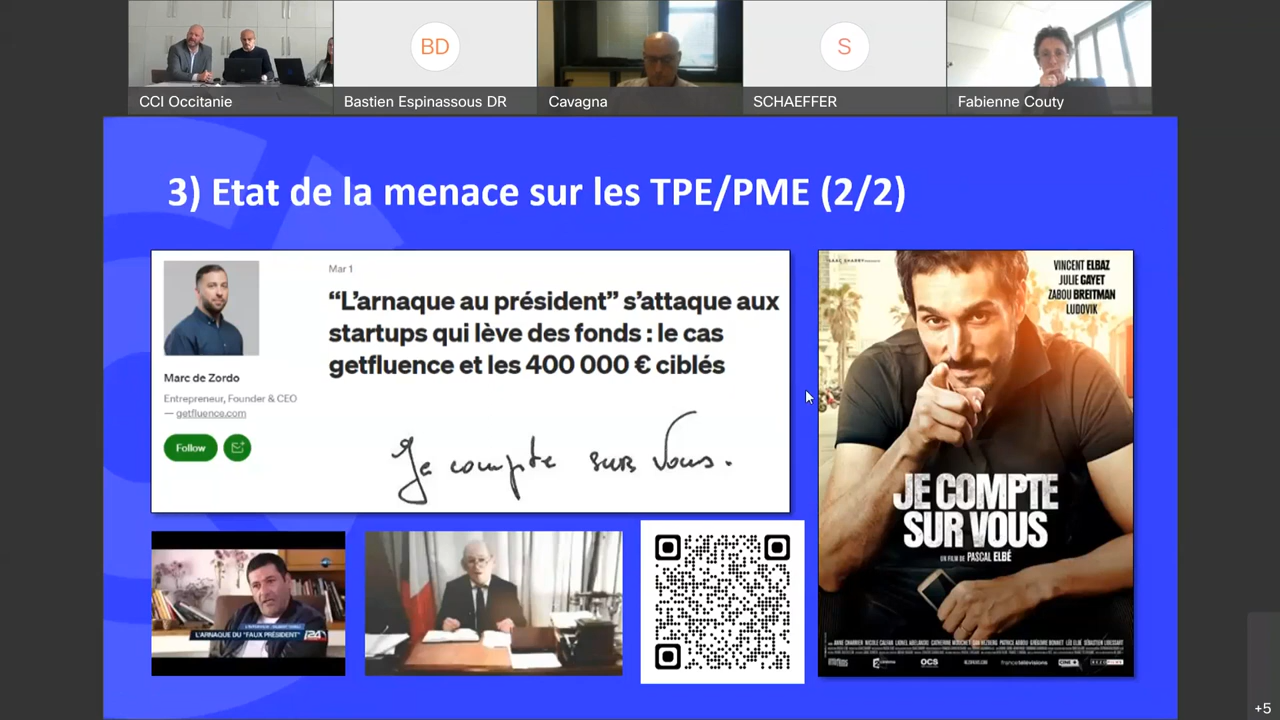 BD
S
CCI Occitanie
Bastien Espinassous DR
Cavagna
SCHAEFFER
Fabienne Couty
3) Etat de la menace sur les TPE/PME (2/2)
Mar 1
“L’arnaque au président” s’attaque aux
startups qui lève des fonds : le cas
getfluence et les 400 000 € ciblés
Marc de Zordo
Entrepreneur, Founder & CEO
— getfluence.com
Follow
Je compte sur vous.
L'ARNAQUE DU "FAUX PRÉSIDENT"
i24
VINCENT ELBAZ
JULIE GAYET
ZABOU BREITMAN
LUDOVIK
JE COMPTE
SUR VOUS
UN FILM DE PASCAL ELBÉ
OCS
francetélévisions
CINE +
+5